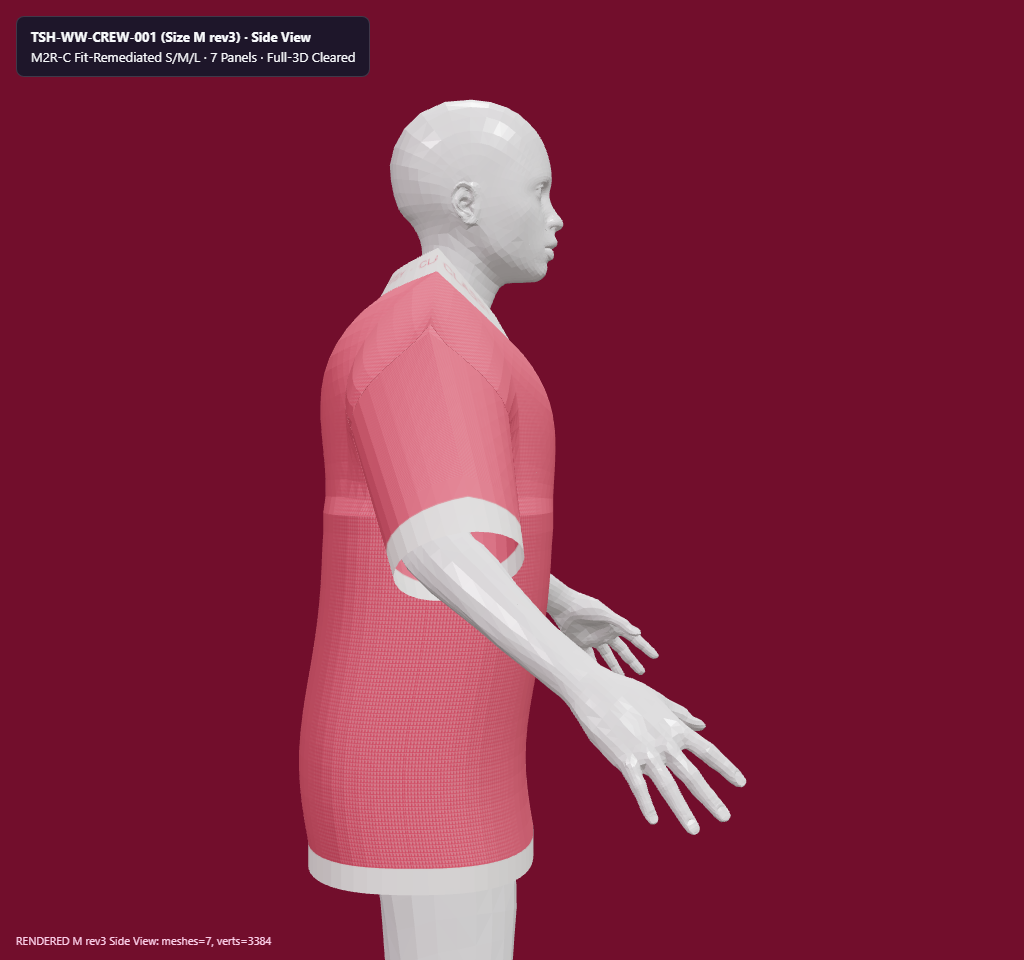 TSH-WW-CREW-001 (Size M rev3) · Side View
M2R-C Fit-Remediated S/M/L · 7 Panels · Full-3D Cleared
RENDERED M rev3 Side View: meshes=7, verts=3384